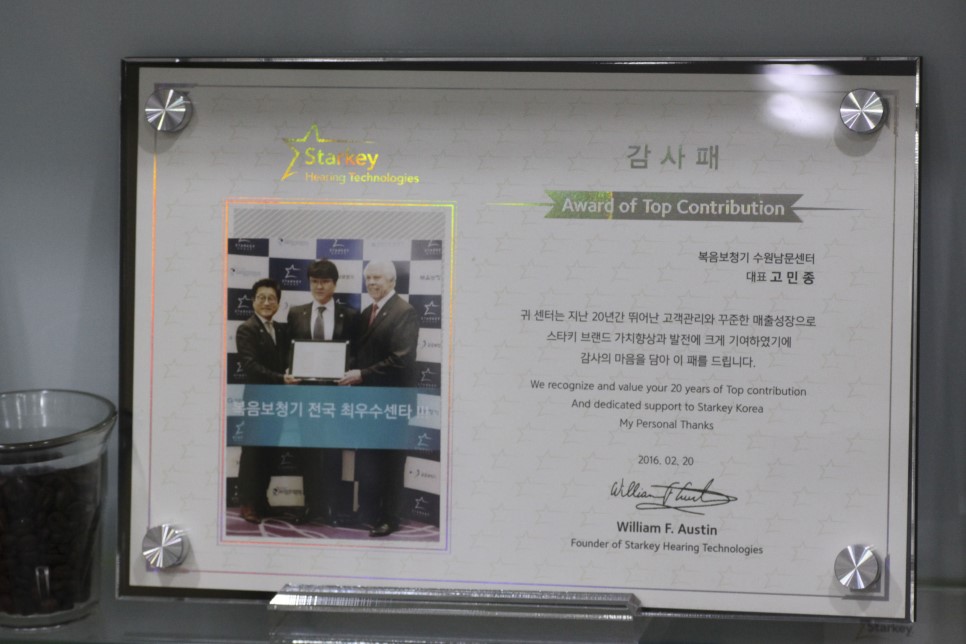 Starkey
Hearing Technologies
복음보청기 전국 최우수센타
감사패
Award of Top Contribution
복음보청기 수원남문센터
대표 고 민 종
귀 센터는 지난 20년간 뛰어난 고객관리와 꾸준한 매출성장으로
스타키 브랜드 가치향상과 발전에 크게 기여하였기에
감사의 마음을 담아 이 패를 드립니다.
We recognize and value your 20 years of Top contribution
And dedicated support to Starkey Korea
My Personal Thanks
2016. 02. 20
William F. Austin
Founder of Starkey Hearing Technologies
Starkey